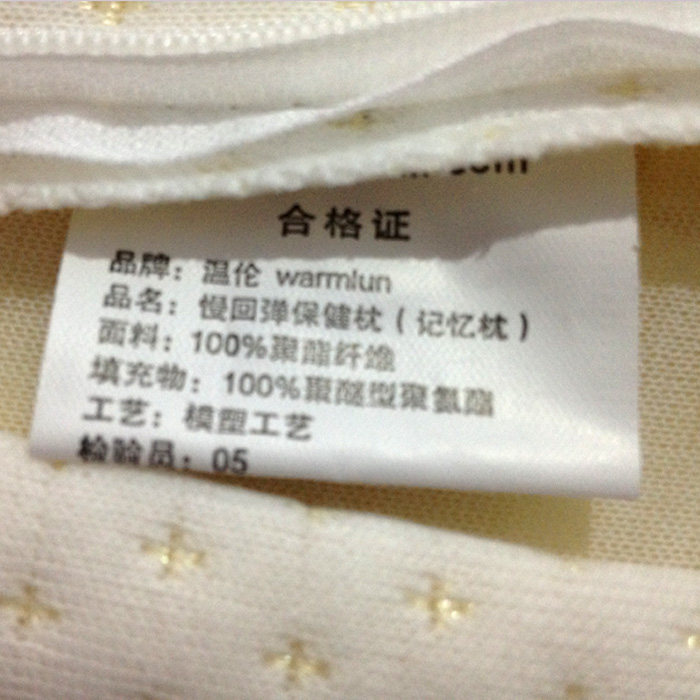 合格证
品牌：温伦 warmlun
品名：慢回弹保健枕（记忆枕）
面料：100%聚酯纤维
填充物：100%聚醚型聚氨酯
工艺：模塑工艺
检验员：05